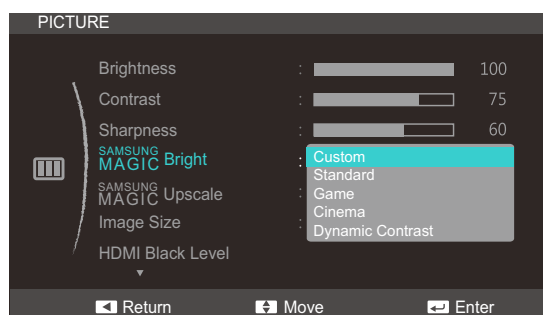 PICTURE
Brightness : 100
Contrast : 75
Sharpness : 60
SAMSUNG MAGIC Bright : Custom
Standard
SAMSUNG MAGIC Upscale : Game
Cinema
Image Size : Dynamic Contrast
HDMI Black Level
Return Move Enter